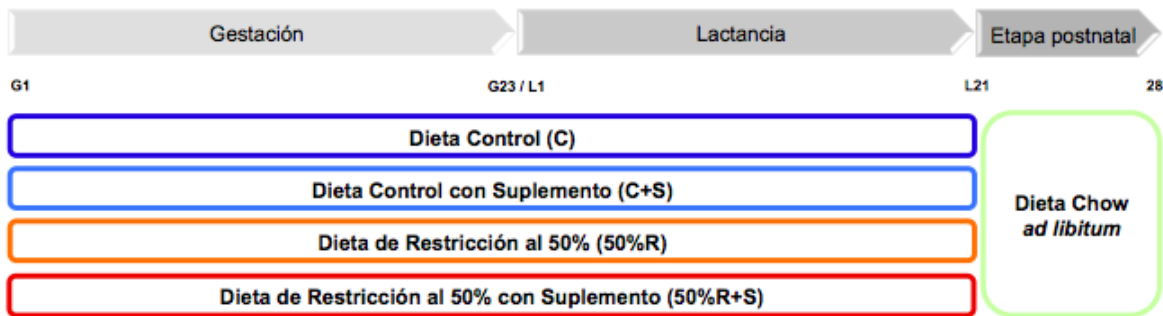 Gestación
Lactancia
Etapa postnatal
G1
G23 / L1
L21
28
Dieta Control (C)
Dieta Control con Suplemento (C+S)
Dieta de Restricción al 50% (50%R)
Dieta de Restricción al 50% con Suplemento (50%R+S)
Dieta Chow
ad libitum